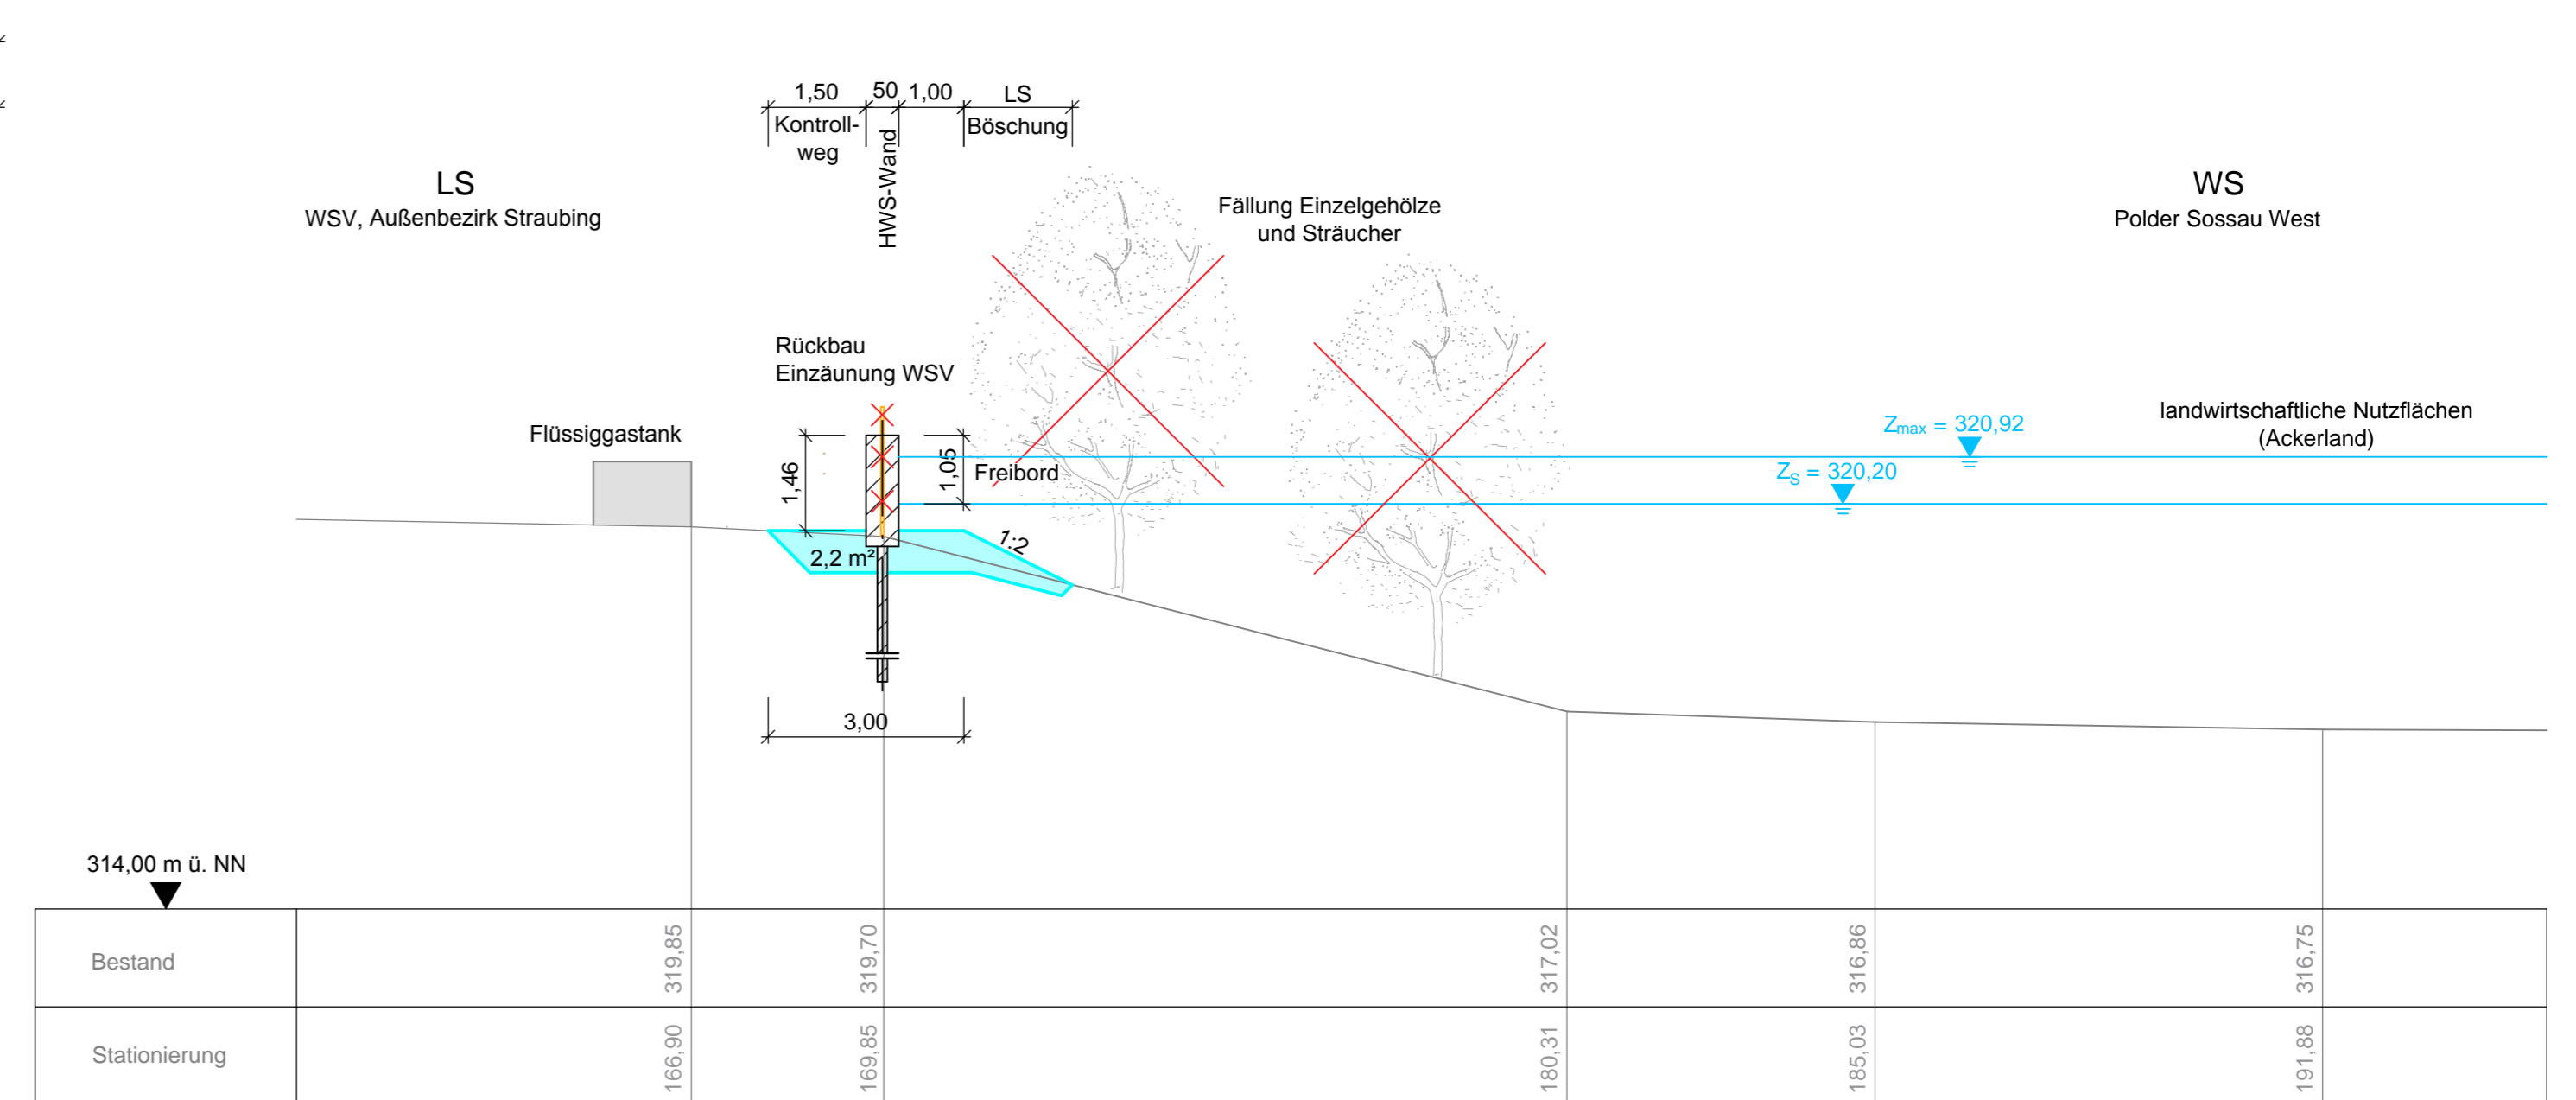 1,50 50 1,00 LS
Kontroll-
weg
HWS-Wand
Böschung
LS
WSV, Außenbezirk Straubing
Fällung Einzelgehölze
und Sträucher
WS
Polder Sossau West
Rückbau
Einzäunung WSV
Flüssiggastank
1,46
1,05
Freibord
Zmax = 320,92
ZS = 320,20
landwirtschaftliche Nutzflächen
(Ackerland)
1:2
2,2 m²
3,00
314,00 m ü. NN
Bestand 319,85 319,70 317,02 316,86 316,75
Stationierung 166,90 169,85 180,31 185,03 191,88